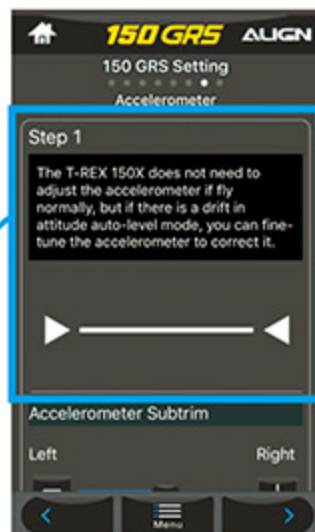 150 GRS ALIGN
150 GRS Setting
Accelerometer
Step 1
The T-REX 150X does not need to
adjust the accelerometer if fly
normally, but if there is a drift in
attitude auto-level mode, you can fine-
tune the accelerometer to correct it.
Accelerometer Subtrim
Left Right
Menu